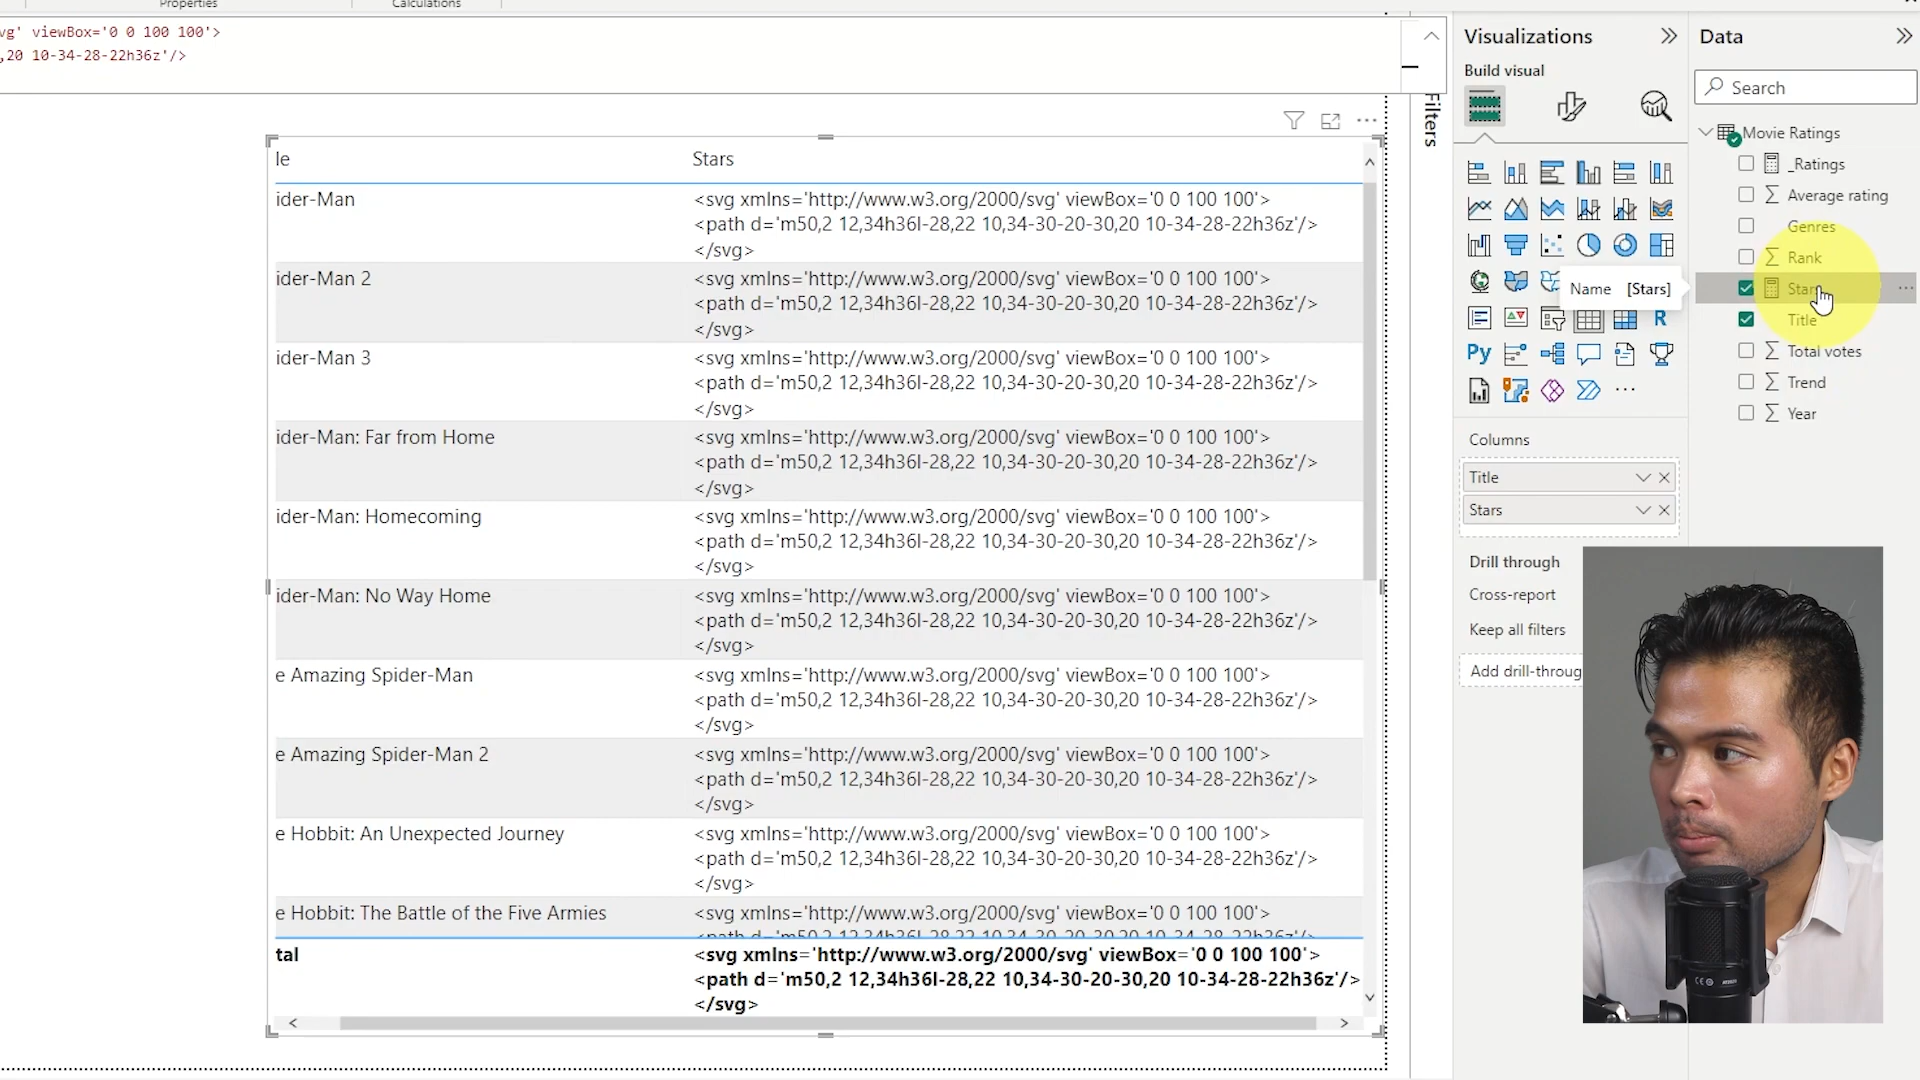 Properties
Calculations
vg' viewBox='0 0 100 100'>
,20 10-34-28-22h36z'/>
le Stars
ider-Man <svg xmlns='http://www.w3.org/2000/svg' viewBox='0 0 100 100'>
<path d='m50,2 12,34h36l-28,22 10,34-30-20-30,20 10-34-28-22h36z'/>
</svg>
ider-Man 2 <svg xmlns='http://www.w3.org/2000/svg' viewBox='0 0 100 100'>
<path d='m50,2 12,34h36l-28,22 10,34-30-20-30,20 10-34-28-22h36z'/>
</svg>
ider-Man 3 <svg xmlns='http://www.w3.org/2000/svg' viewBox='0 0 100 100'>
<path d='m50,2 12,34h36l-28,22 10,34-30-20-30,20 10-34-28-22h36z'/>
</svg>
ider-Man: Far from Home <svg xmlns='http://www.w3.org/2000/svg' viewBox='0 0 100 100'>
<path d='m50,2 12,34h36l-28,22 10,34-30-20-30,20 10-34-28-22h36z'/>
</svg>
ider-Man: Homecoming <svg xmlns='http://www.w3.org/2000/svg' viewBox='0 0 100 100'>
<path d='m50,2 12,34h36l-28,22 10,34-30-20-30,20 10-34-28-22h36z'/>
</svg>
ider-Man: No Way Home <svg xmlns='http://www.w3.org/2000/svg' viewBox='0 0 100 100'>
<path d='m50,2 12,34h36l-28,22 10,34-30-20-30,20 10-34-28-22h36z'/>
</svg>
e Amazing Spider-Man <svg xmlns='http://www.w3.org/2000/svg' viewBox='0 0 100 100'>
<path d='m50,2 12,34h36l-28,22 10,34-30-20-30,20 10-34-28-22h36z'/>
</svg>
e Amazing Spider-Man 2 <svg xmlns='http://www.w3.org/2000/svg' viewBox='0 0 100 100'>
<path d='m50,2 12,34h36l-28,22 10,34-30-20-30,20 10-34-28-22h36z'/>
</svg>
e Hobbit: An Unexpected Journey <svg xmlns='http://www.w3.org/2000/svg' viewBox='0 0 100 100'>
<path d='m50,2 12,34h36l-28,22 10,34-30-20-30,20 10-34-28-22h36z'/>
</svg>
e Hobbit: The Battle of the Five Armies <svg xmlns='http://www.w3.org/2000/svg' viewBox='0 0 100 100'>
tal <svg xmlns='http://www.w3.org/2000/svg' viewBox='0 0 100 100'>
<path d='m50,2 12,34h36l-28,22 10,34-30-20-30,20 10-34-28-22h36z'/>
</svg>
Filters
Visualizations
Build visual
Name [Stars]
R
Py
Columns
Title
Stars
Drill through
Cross-report
Keep all filters
Add drill-throug
Data
Search
Movie Ratings
_Ratings
Average rating
Genres
Rank
Star
Title
Total votes
Trend
Year